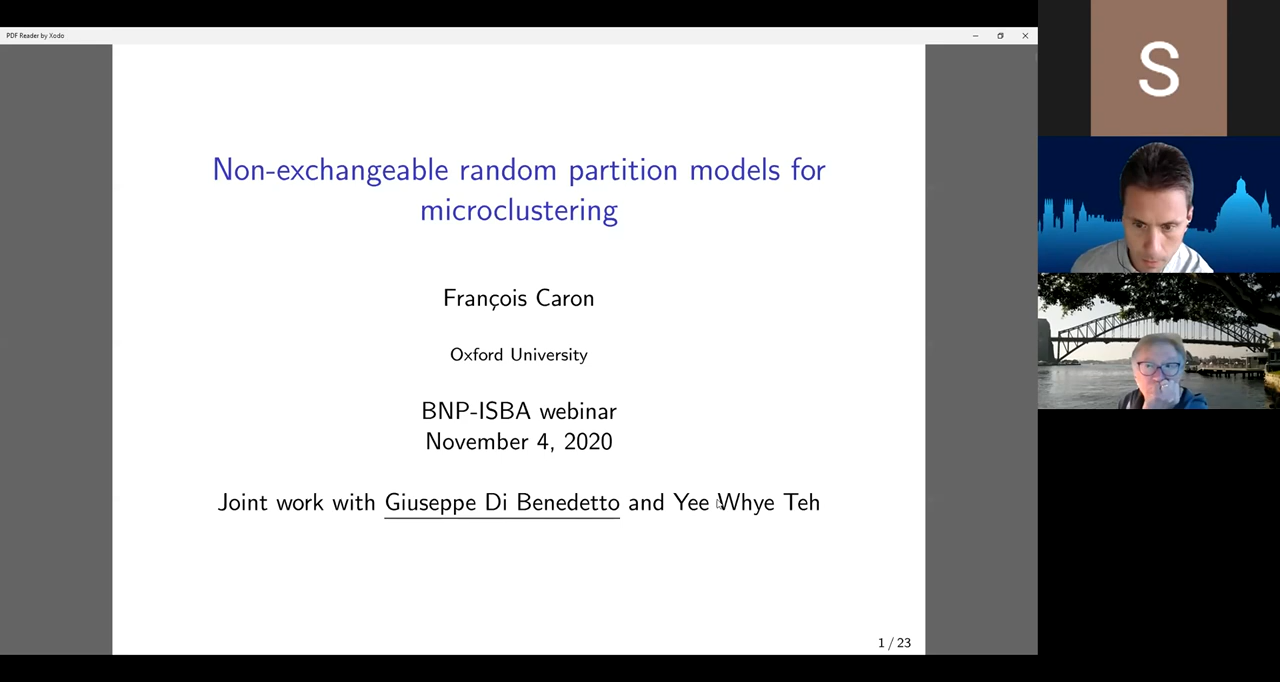 PDF Reader by Xodo
Non-exchangeable random partition models for
microclustering
François Caron
Oxford University
BNP-ISBA webinar
November 4, 2020
Joint work with Giuseppe Di Benedetto and Yee Whye Teh
1 / 23
S